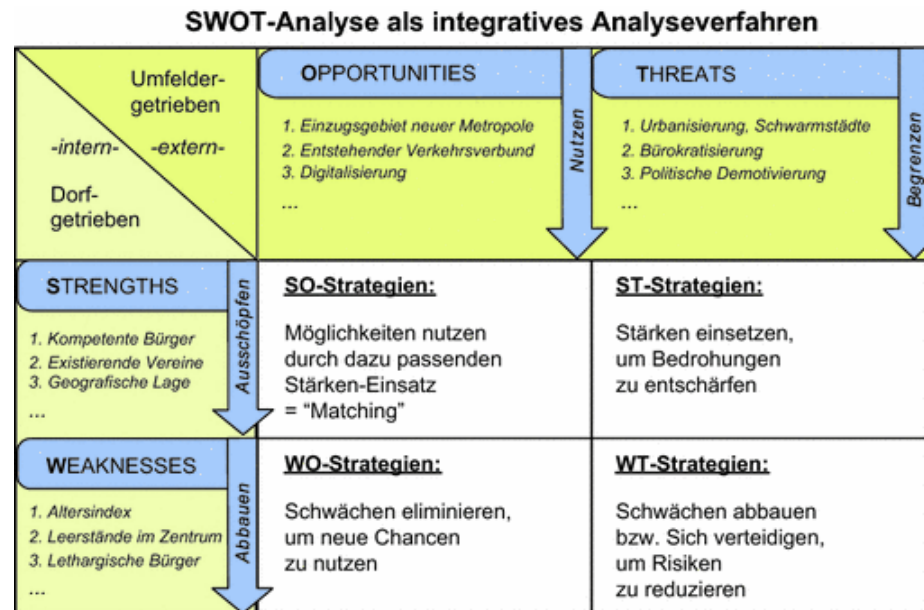 SWOT-Analyse als integratives Analyseverfahren
Umfelder-
getrieben
-intern-
-extern-
Dorf-
getrieben
OPPORTUNITIES
1. Einzugsgebiet neuer Metropole
2. Entstehender Verkehrsverbund
3. Digitalisierung
...
Nutzen
THREATS
1. Urbanisierung, Schwarmstädte
2. Bürokratisierung
3. Politische Demotivierung
...
Begrenzen
STRENGTHS
1. Kompetente Bürger
2. Existierende Vereine
3. Geografische Lage
...
Ausschöpfen
SO-Strategien:
Möglichkeiten nutzen
durch dazu passenden
Stärken-Einsatz
= “Matching”
ST-Strategien:
Stärken einsetzen,
um Bedrohungen
zu entschärfen
WEAKNESSES
1. Altersindex
2. Leerstände im Zentrum
3. Lethargische Bürger
...
Abbauen
WO-Strategien:
Schwächen eliminieren,
um neue Chancen
zu nutzen
WT-Strategien:
Schwächen abbauen
bzw. Sich verteidigen,
um Risiken
zu reduzieren